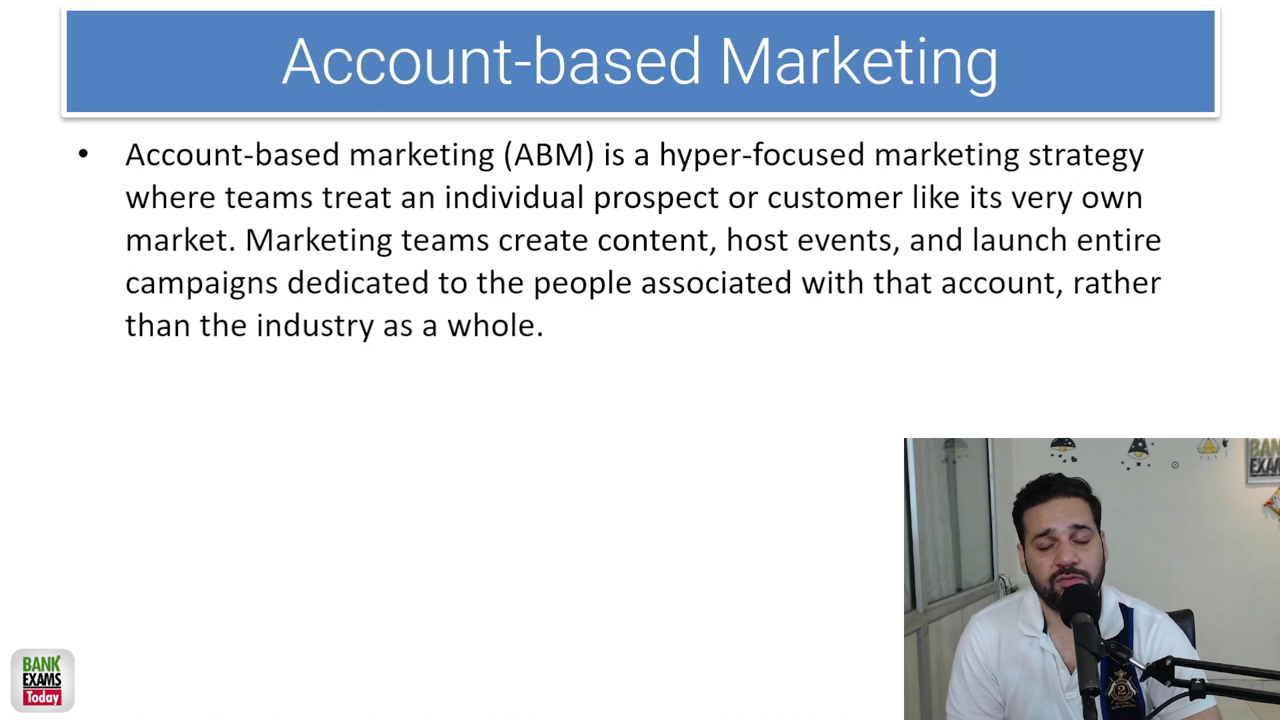 Account-based Marketing
• Account-based marketing (ABM) is a hyper-focused marketing strategy
where teams treat an individual prospect or customer like its very own
market. Marketing teams create content, host events, and launch entire
campaigns dedicated to the people associated with that account, rather
than the industry as a whole.
BANK
EXAMS
Today